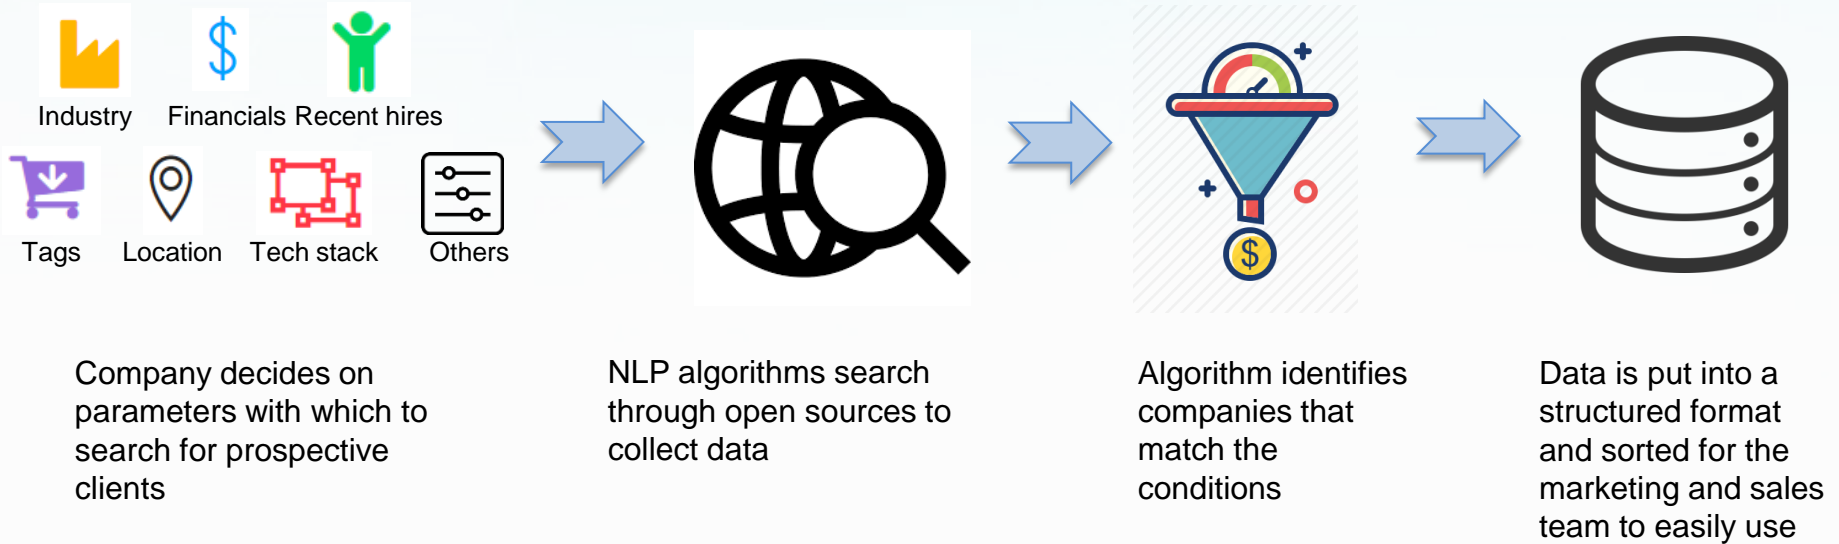 Industry
Financials
Recent hires
Tags
Location
Tech stack
Others
Company decides on
parameters with which to
search for prospective
clients
NLP algorithms search
through open sources to
collect data
Algorithm identifies
companies that
match the
conditions
Data is put into a
structured format
and sorted for the
marketing and sales
team to easily use
$
$